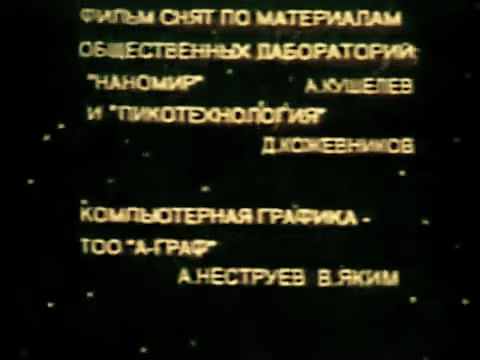 ФИЛЬМ СНЯТ ПО МАТЕРИАЛАМ
ОБЩЕСТВЕННЫХ ЛАБОРАТОРИЙ:
"НАНОМИР" А.КУШЕЛЕВ
И "ПИКОТЕХНОЛОГИЯ"
Д.КОЖЕВНИКОВ
КОМПЬЮТЕРНАЯ ГРАФИКА -
ТОО "А-ГРАФ"
А.НЕСТРУЕВ В.ЯКИМ